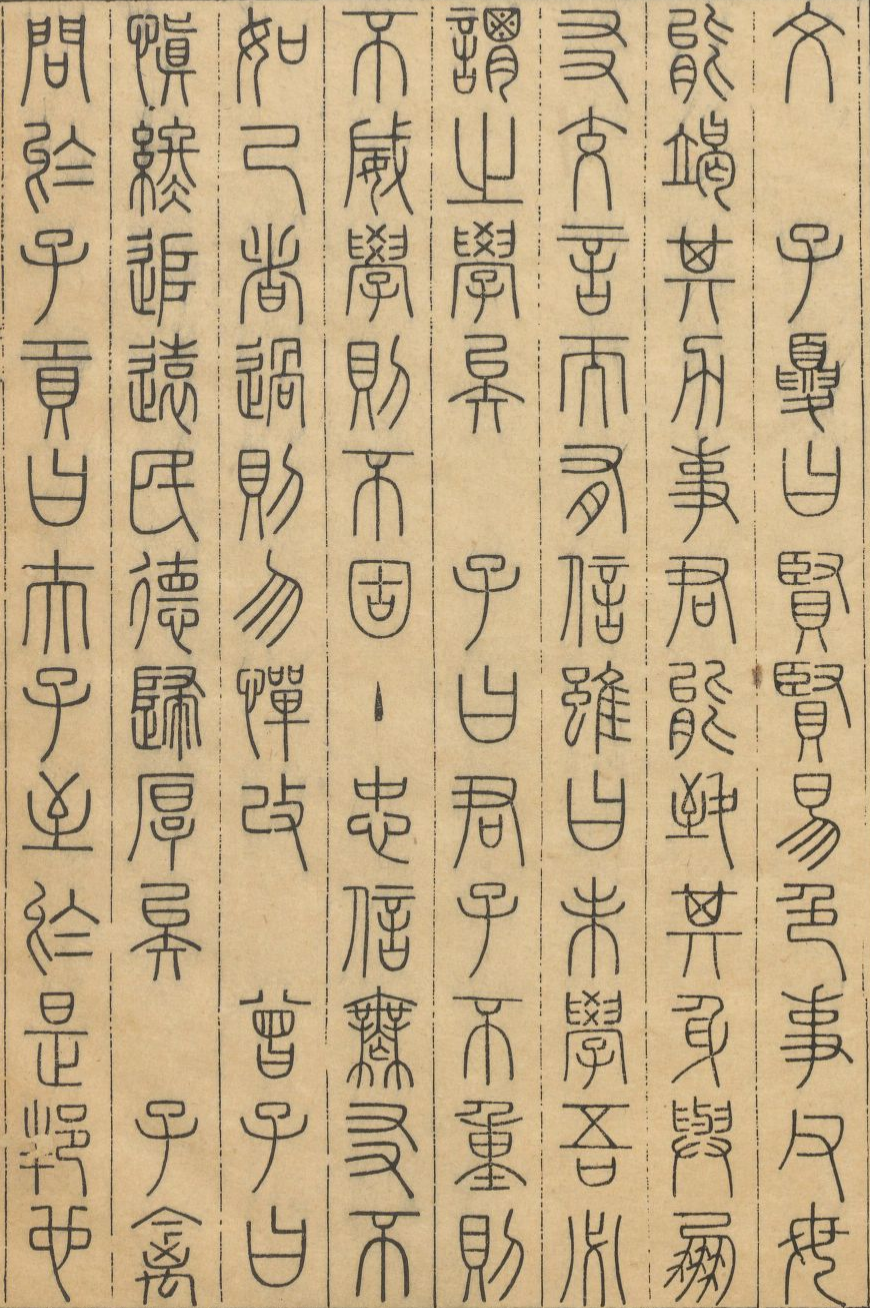 文 子夏曰賢賢易色事父母
能竭其力事君能致其身與朋
友交言而有信雖曰未學吾必
謂之學矣 子曰君子不重則
不威學則不固主忠信無友不
如己者過則勿憚改 曾子曰
慎終追遠民德歸厚矣 子禽
問於子貢曰夫子至於是邦也